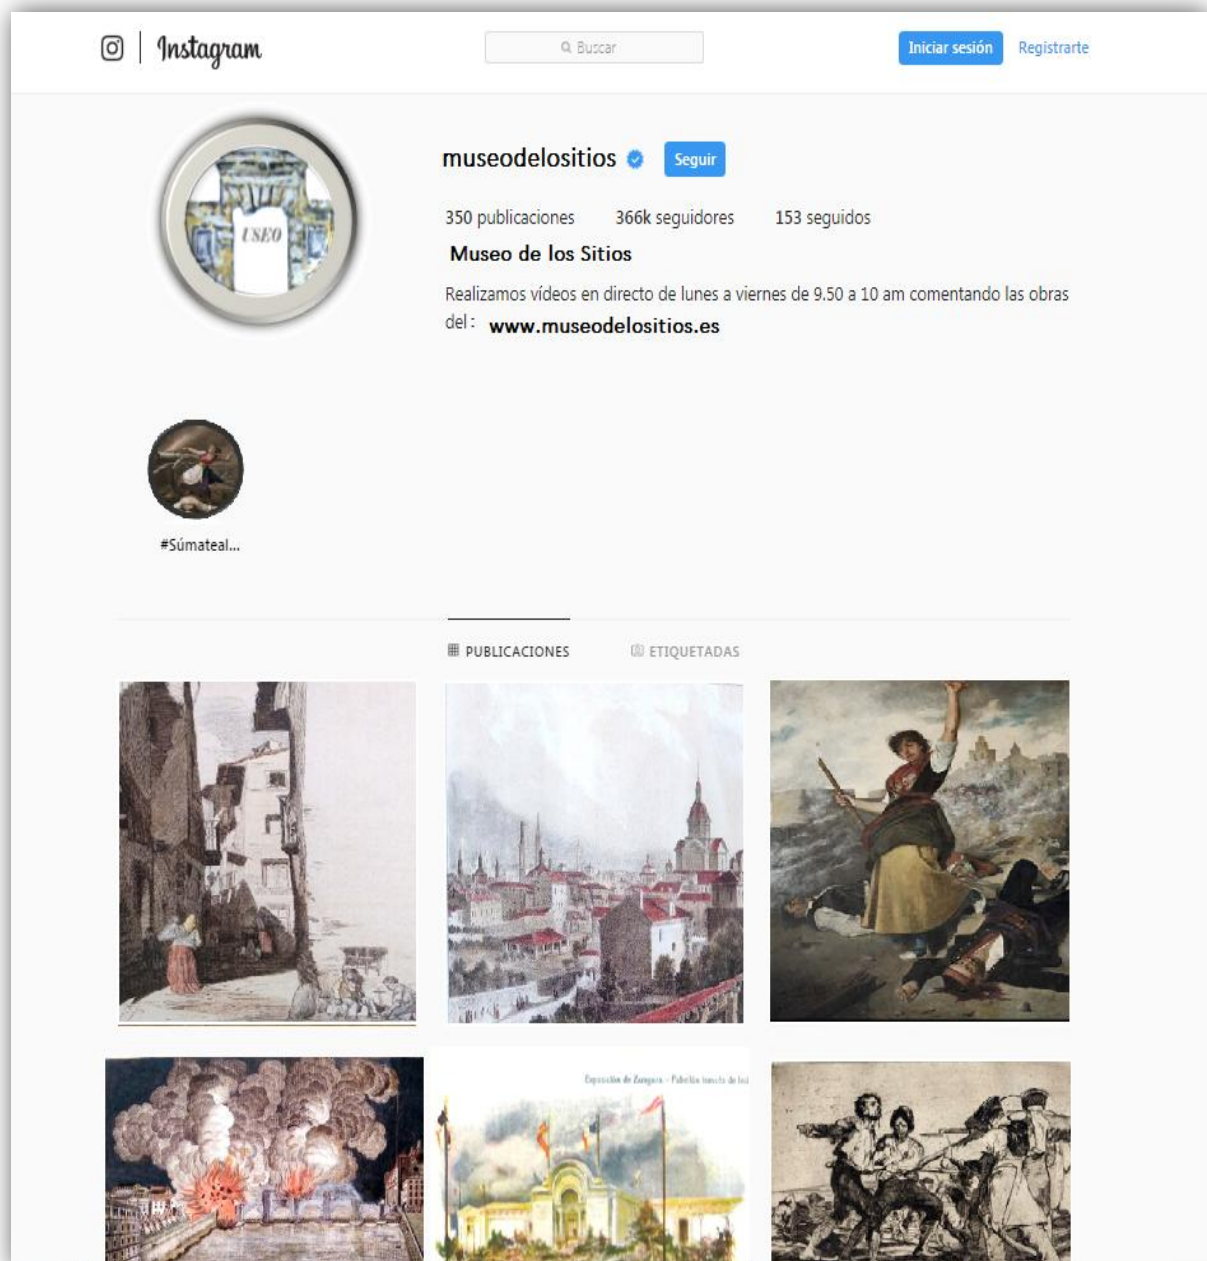 Instagram
Buscar
Iniciar sesión
Registrarte
USEO
museodelositios
Seguir
350 publicaciones 366k seguidores 153 seguidos
Museo de los Sitios
Realizamos vídeos en directo de lunes a viernes de 9.50 a 10 am comentando las obras
del: www.museodelositios.es
#Súmateal...
PUBLICACIONES
ETIQUETADAS
Exposición de Zaragoza - Pabellón